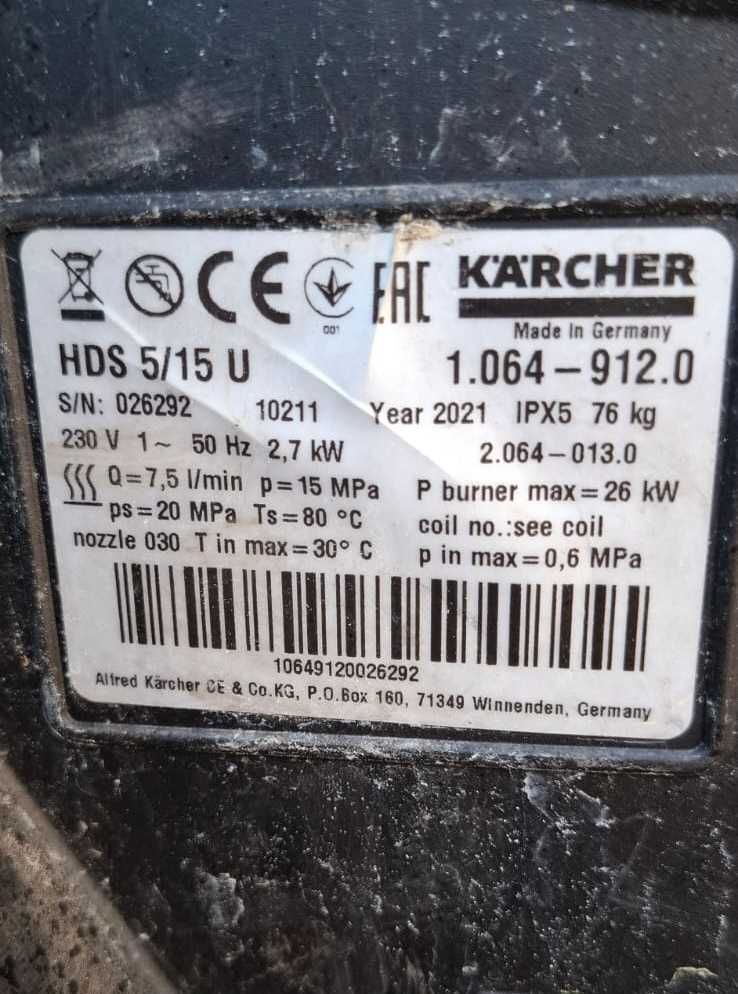 CE 001 EAC KÄRCHER
Made In Germany
HDS 5/15 U 1.064-912.0
S/N: 026292 10211 Year 2021 IPX5 76 kg
230 V 1~ 50 Hz 2,7 kW 2.064-013.0
Q=7,5 l/min p=15 MPa P burner max=26 kW
ps=20 MPa Ts=80 °C coil no.:see coil
nozzle 030 T in max=30° C p in max=0,6 MPa
10649120026292
Alfred Kärcher SE & Co.KG, P.O.Box 160, 71349 Winnenden, Germany